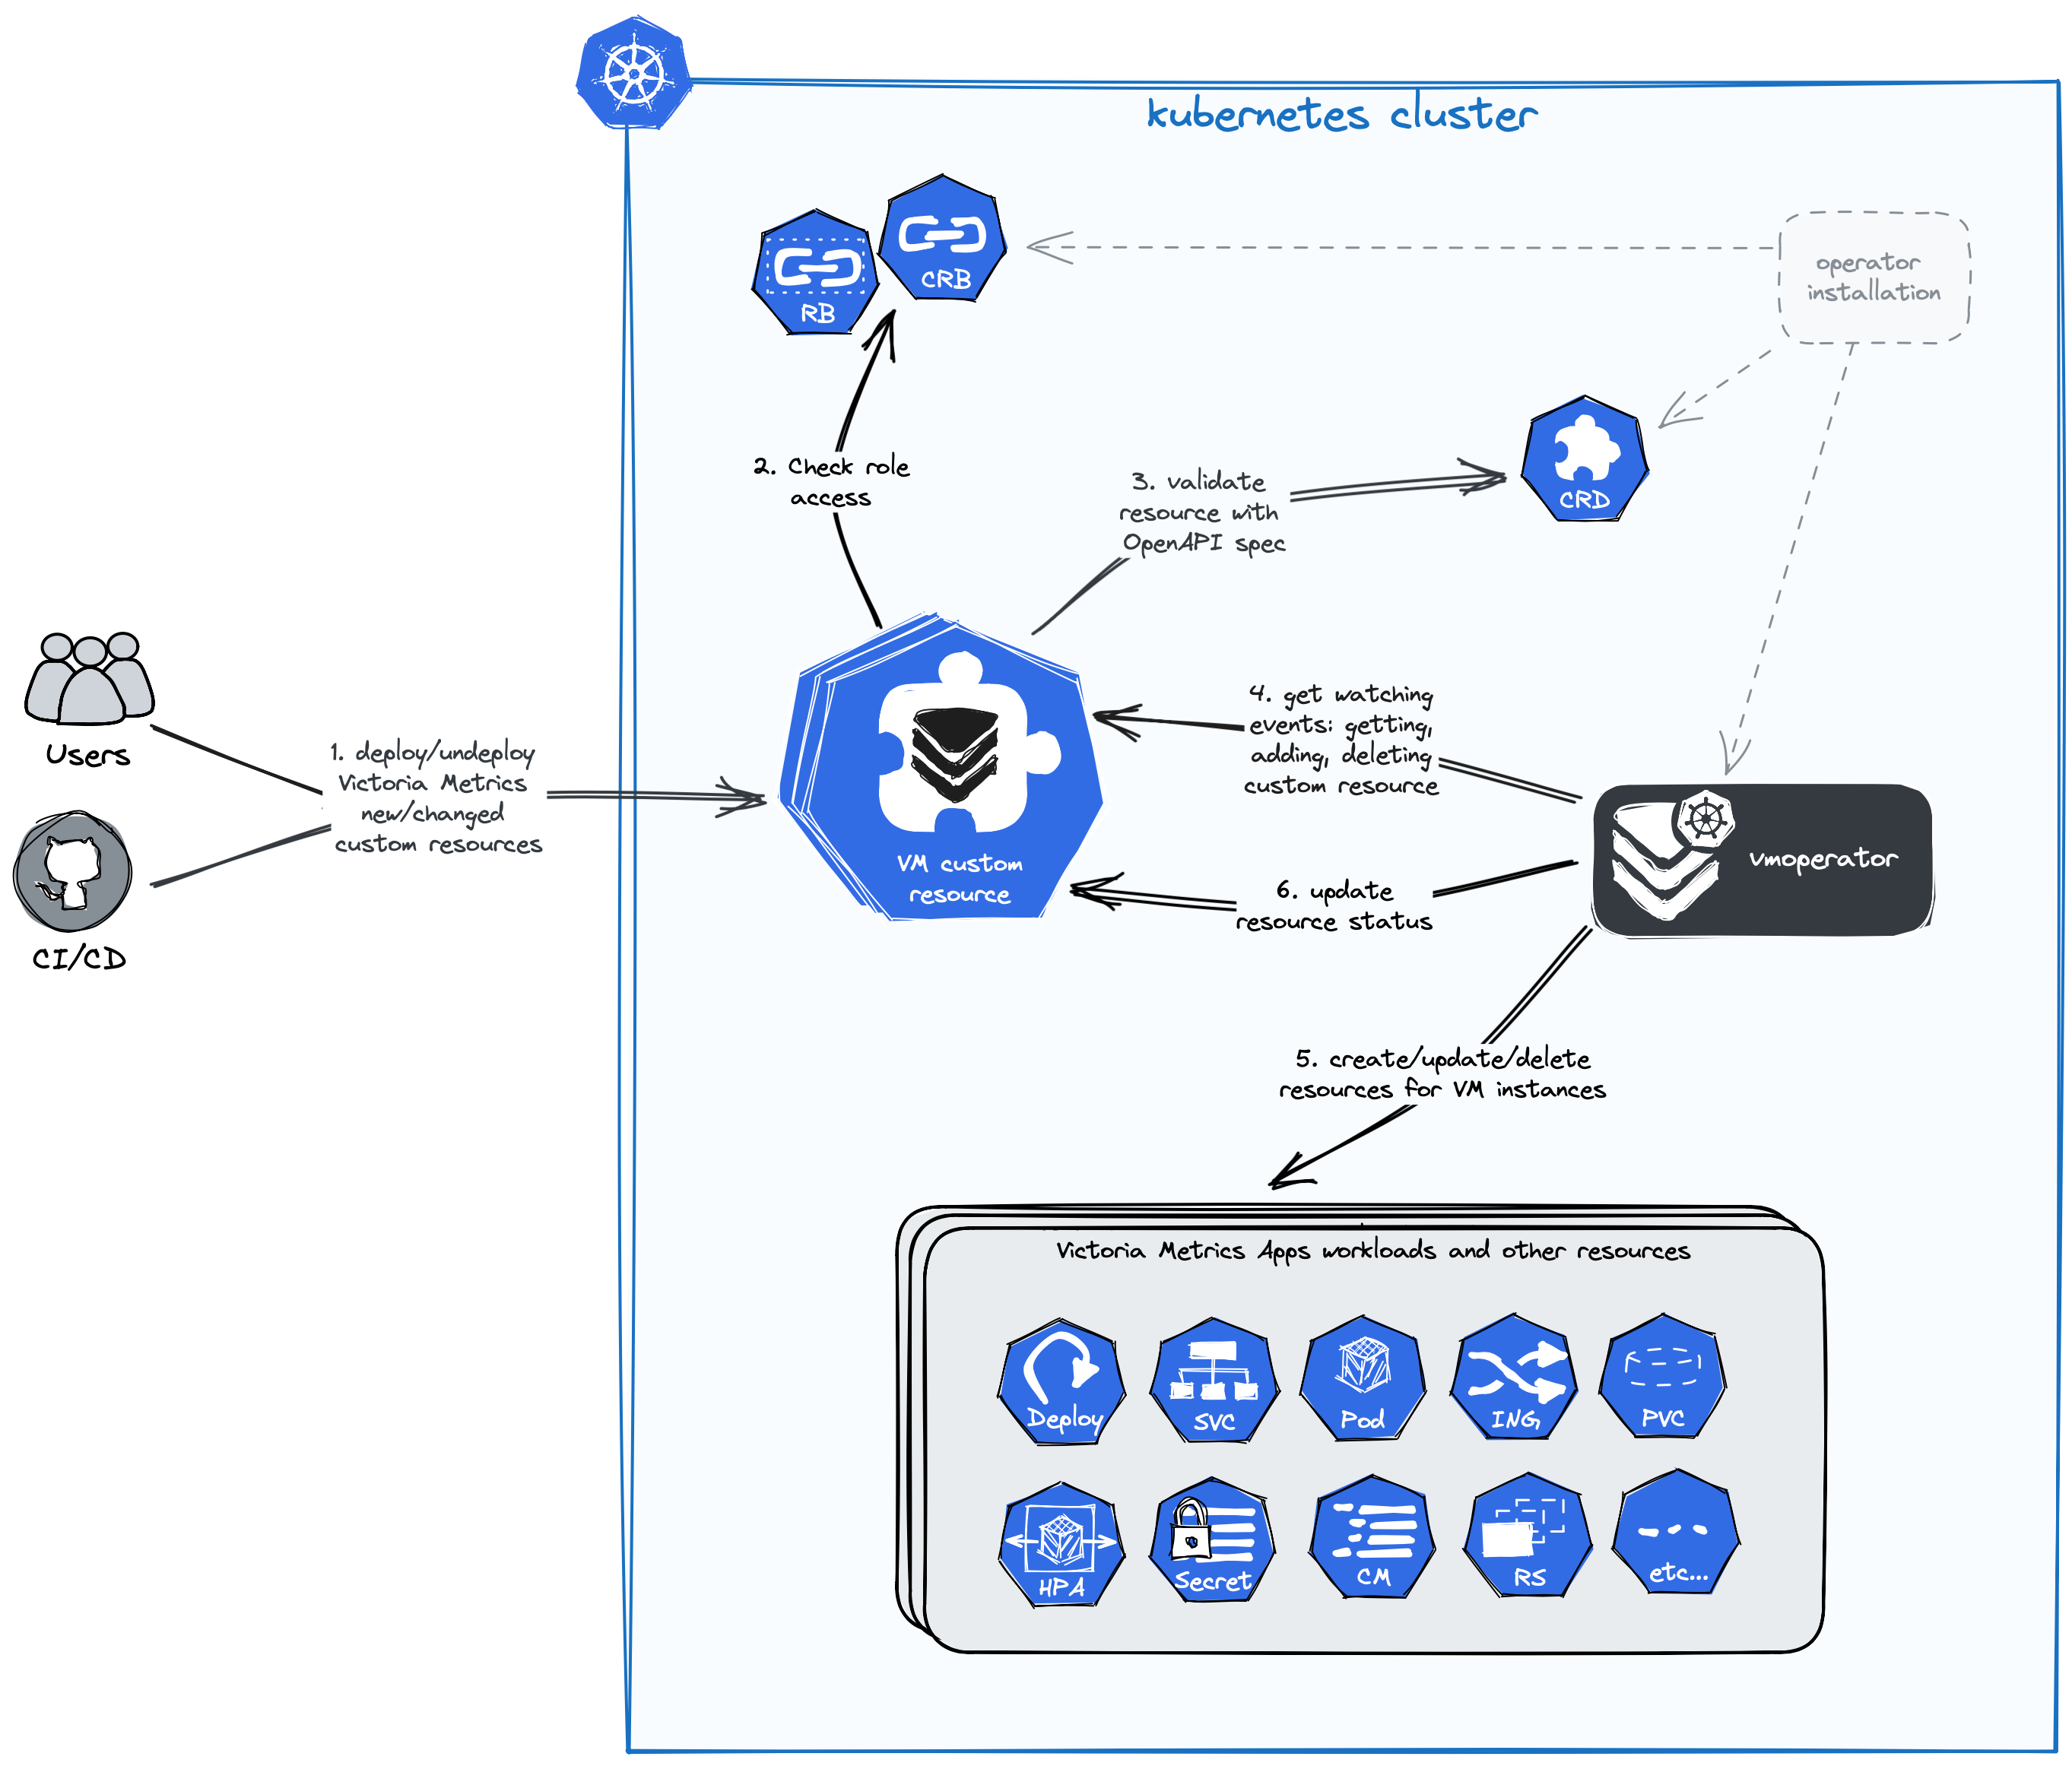 kubernetes cluster
CRB
RB
operator
installation
2. Check role
access
3. validate
resource with
OpenAPI spec
CRD
Users
1. deploy/undeploy
Victoria Metrics
new/changed
custom resources
CI/CD
VM custom
resource
4. get watching
events: getting,
adding, deleting
custom resource
vmoperator
6. update
resource status
5. create/update/delete
resources for VM instances
Victoria Metrics Apps workloads and other resources
Deploy
SVC
Pod
ING
PVC
HPA
Secret
CM
RS
etc...